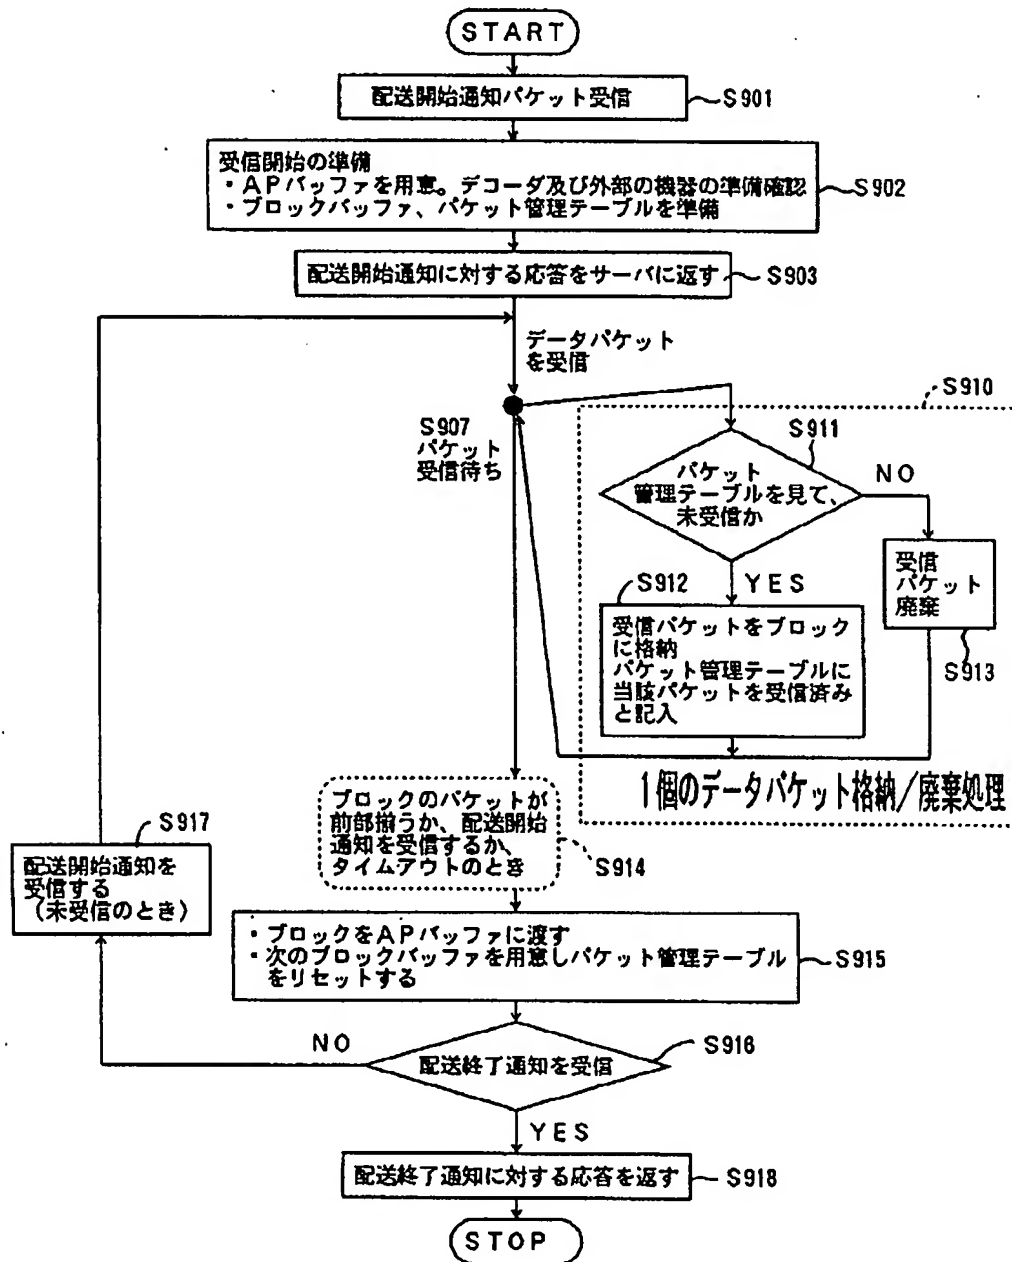 START
配送開始通知パケット受信
S901
受信開始の準備
・APバッファを用意。デコーダ及び外部の機器の準備確認
・ブロックバッファ、パケット管理テーブルを準備
S902
配送開始通知に対する応答をサーバに返す
S903
データパケット
を受信
S907
パケット
受信待ち
S910
S911
パケット
管理テーブルを見て、
未受信か
NO
YES
S912
受信パケットをブロック
に格納
パケット管理テーブルに
当該パケットを受信済み
と記入
受信
パケット
廃棄
S913
1個のデータパケット格納/廃棄処理
ブロックのパケットが
前部揃うか、配送開始
通知を受信するか、
タイムアウトのとき
S914
S917
配送開始通知を
受信する
(未受信のとき)
・ブロックをAPバッファに渡す
・次のブロックバッファを用意しパケット管理テーブル
をリセットする
S915
NO
配送終了通知を受信
S916
YES
配送終了通知に対する応答を返す
S918
STOP